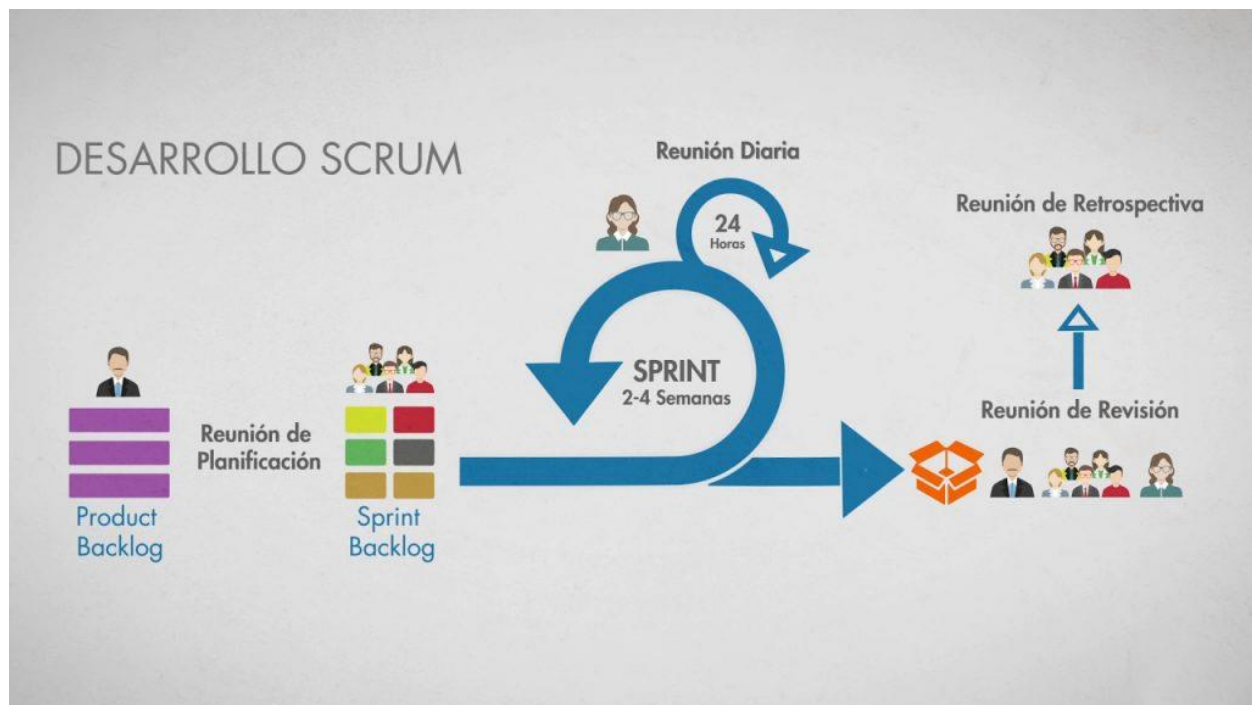 DESARROLLO SCRUM
Reunión Diaria
24
Horas
Reunión de Retrospectiva
SPRINT
2-4 Semanas
Reunión de Revisión
Reunión de
Planificación
Product
Backlog
Sprint
Backlog